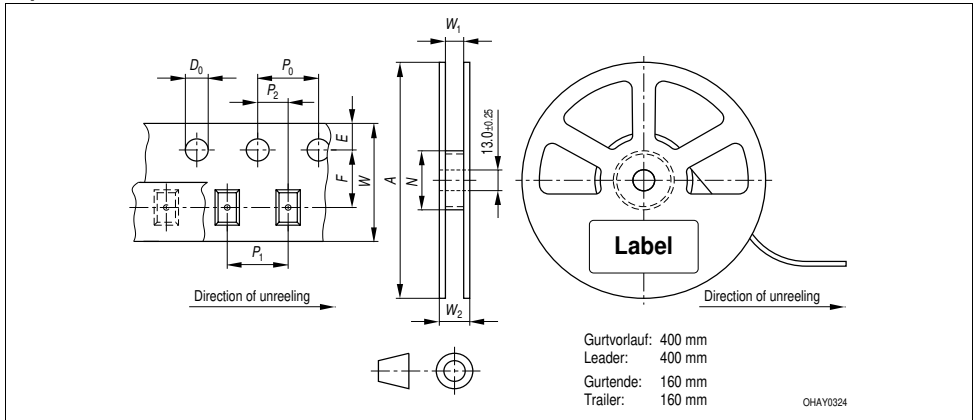 W1
D0
P0
P2
E
F
W
A
N
13.0±0.25
P1
W2
Label
Direction of unreeling
Direction of unreeling
Gurtvorlauf: 400 mm
Leader: 400 mm
Gurtende: 160 mm
Trailer: 160 mm
OHAY0324